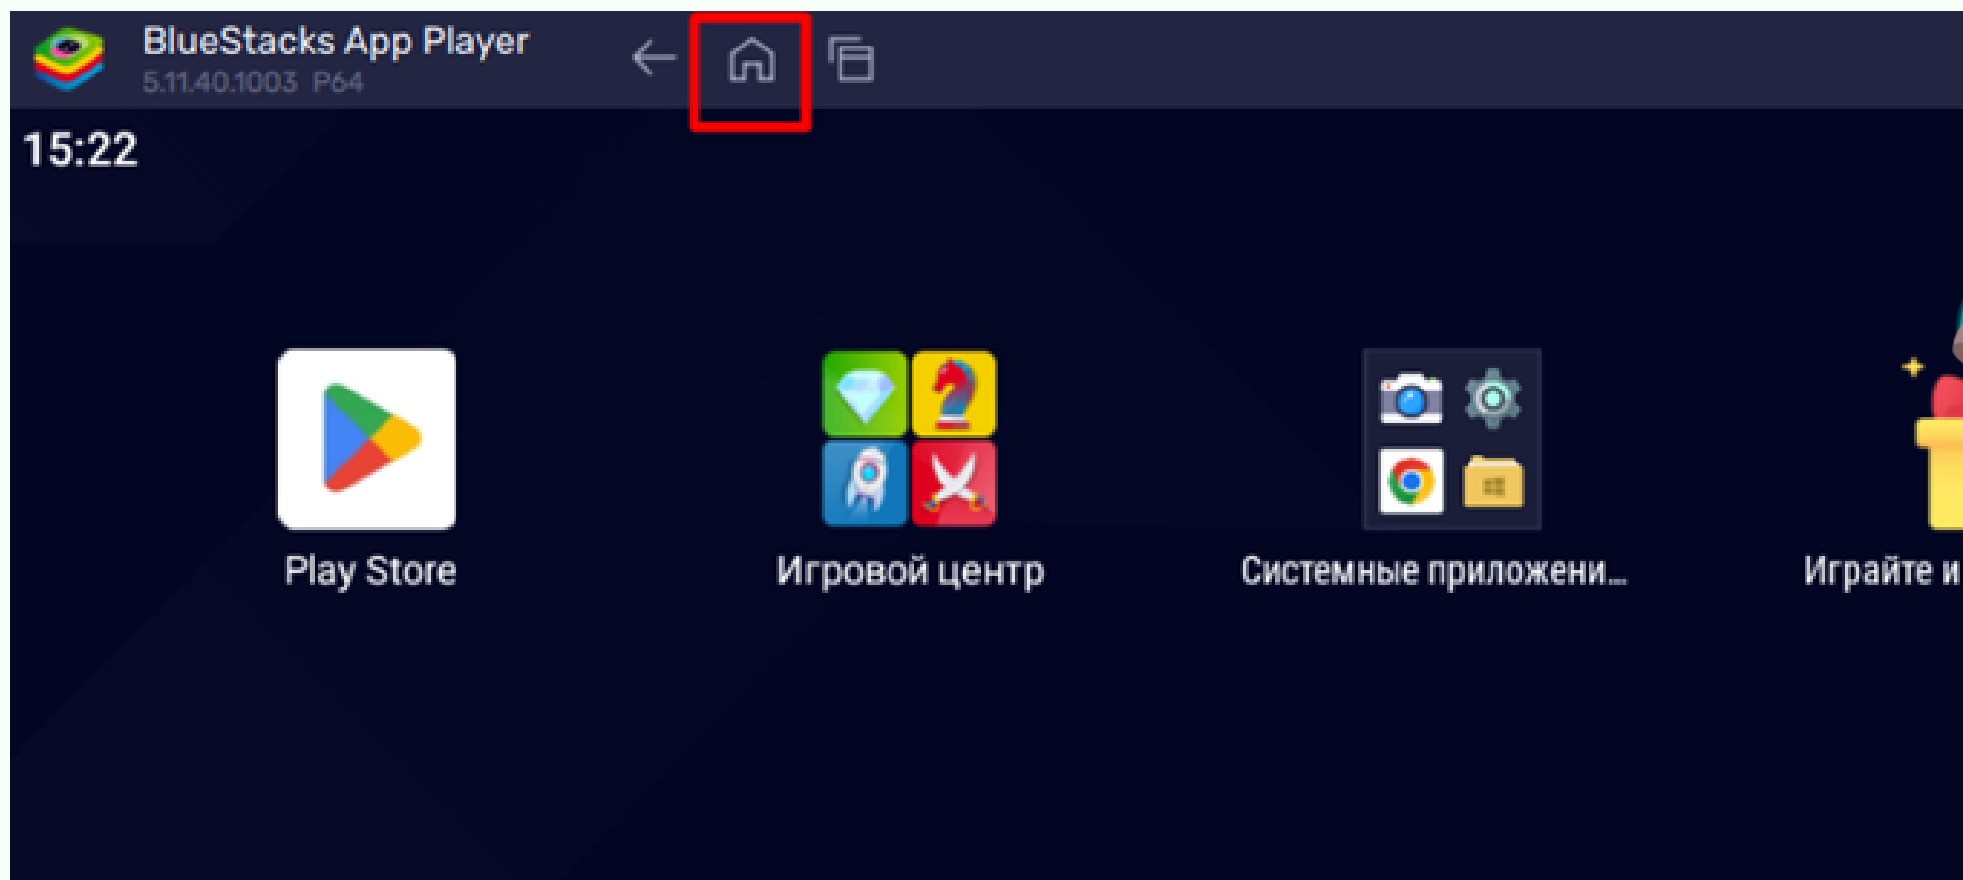 BlueStacks App Player
5.11.40.1003 P64
15:22
Play Store
Игровой центр
Системные приложени...
Играйте и